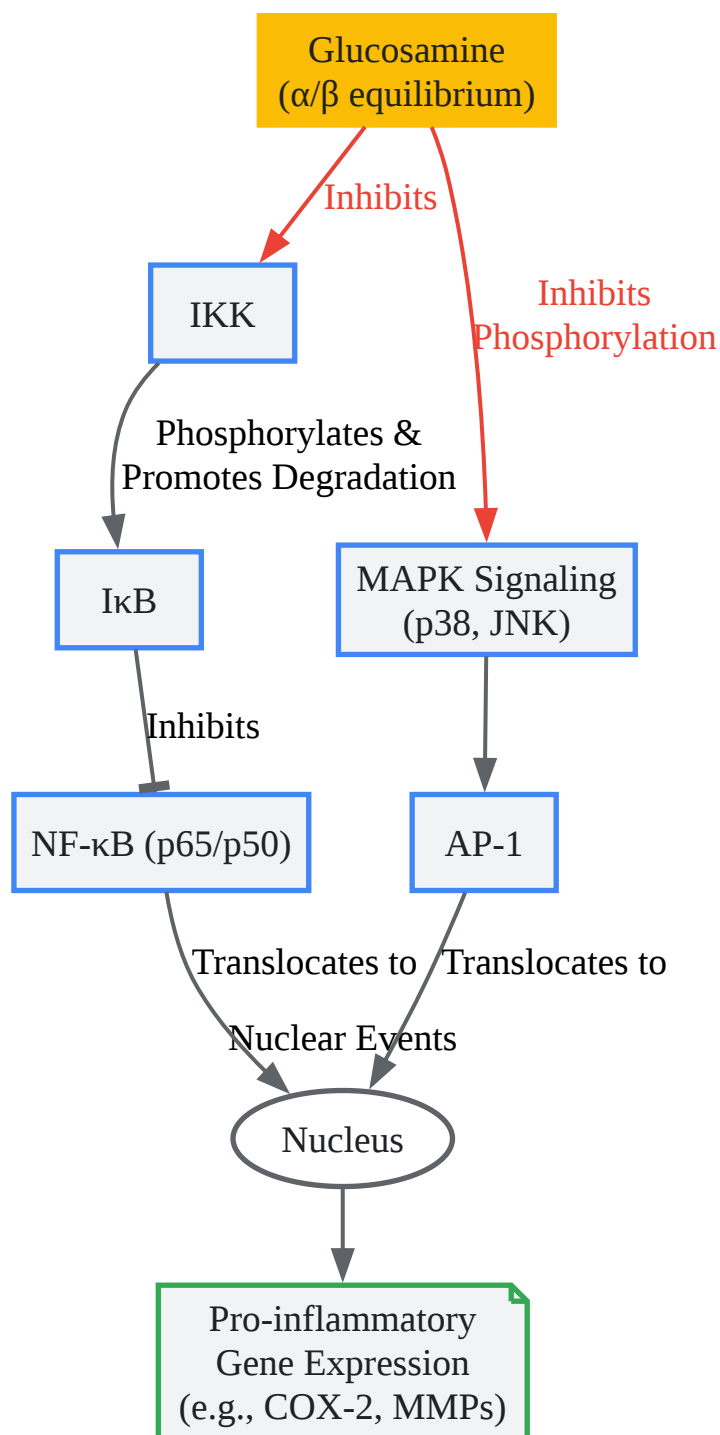 Glucosamine
(α/β equilibrium)
Inhibits
Inhibits
Phosphorylation
IKK
Phosphorylates &
Promotes Degradation
IκB
MAPK Signaling
(p38, JNK)
Inhibits
NF-κB (p65/p50)
AP-1
Translocates to
Translocates to
Nuclear Events
Nucleus
Pro-inflammatory
Gene Expression
(e.g., COX-2, MMPs)